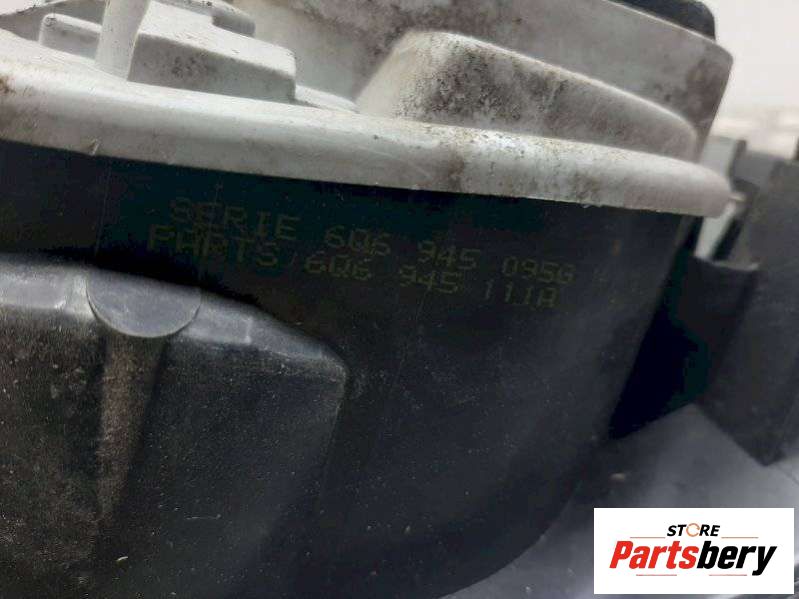 SERIE 6Q6 945 095G
PARTS 6Q6 945 111A
STORE
Partsbery